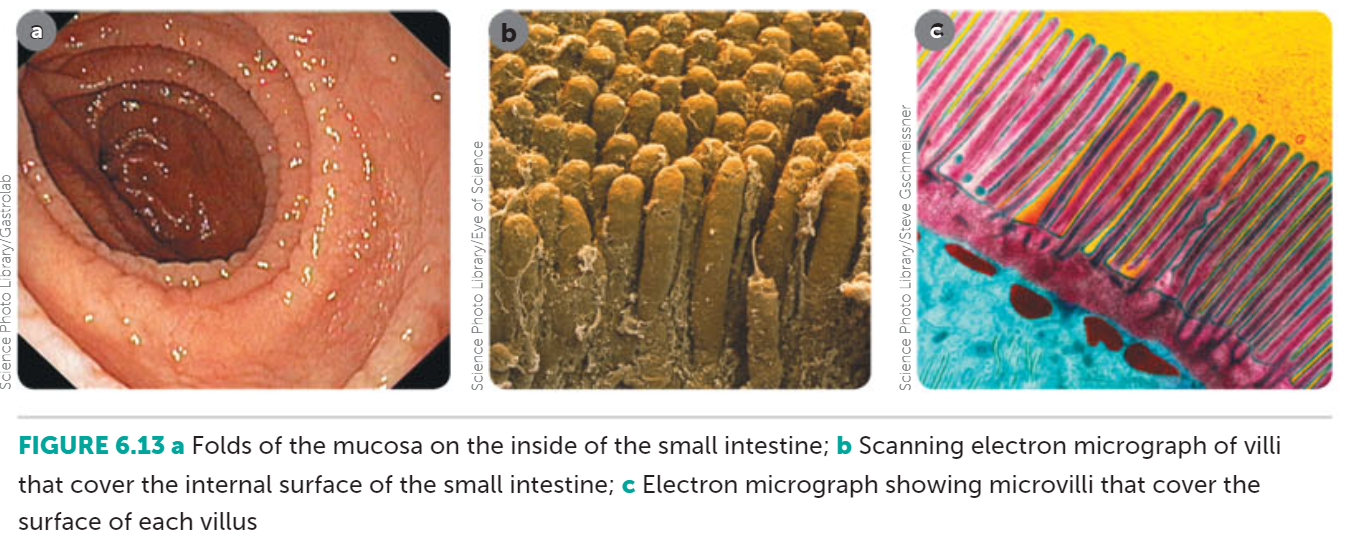 a
b
c
Science Photo Library/Gastrolab
Science Photo Library/Eye of Science
Science Photo Library/Steve Gschmeissner
FIGURE 6.13 a Folds of the mucosa on the inside of the small intestine; b Scanning electron micrograph of villi
that cover the internal surface of the small intestine; c Electron micrograph showing microvilli that cover the
surface of each villus